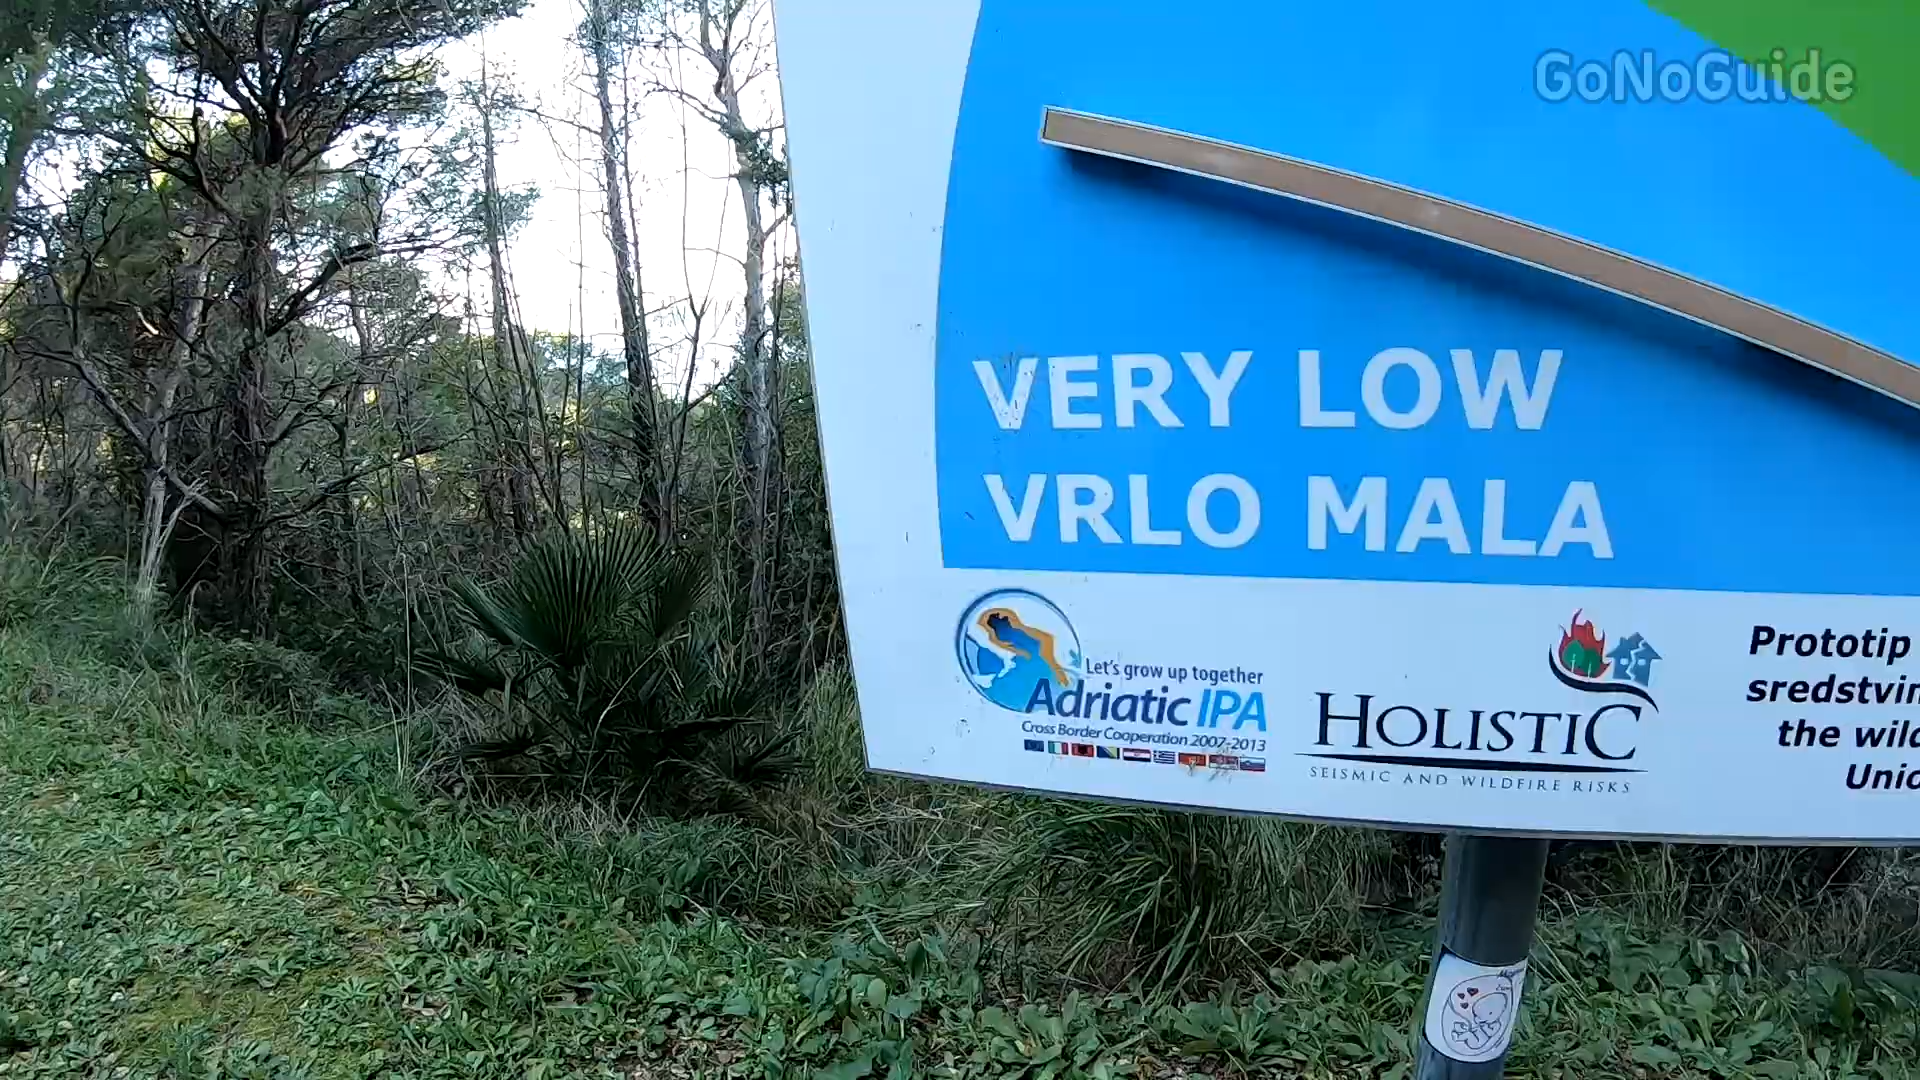 GoNoGuide
VERY LOW
VRLO MALA
Let's grow up together
Adriatic IPA
Cross Border Cooperation 2007-2013
HOLISTIC
SEISMIC AND WILDFIRE RISKS
Prototip
sredstvin
the wild
Unio